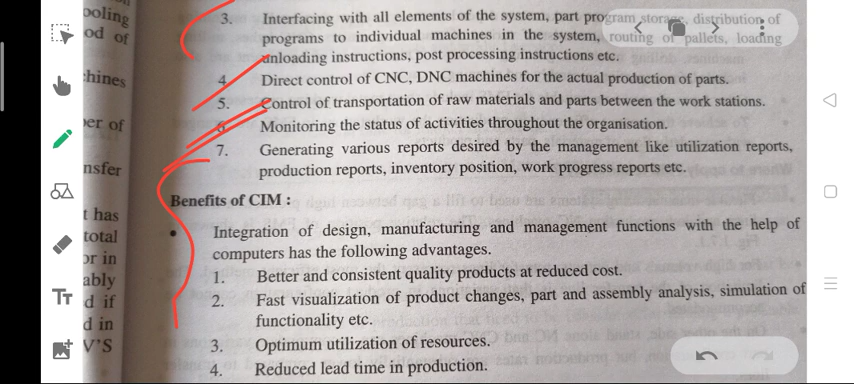 ooling
od of
hines
er of
nsfer
t has
total
or in
ably
d if
d in
V'S
3. Interfacing with all elements of the system, part program storage, distribution of
programs to individual machines in the system, routing of pallets, loading
unloading instructions, post processing instructions etc.
4. Direct control of CNC, DNC machines for the actual production of parts.
5. Control of transportation of raw materials and parts between the work stations.
6. Monitoring the status of activities throughout the organisation.
7. Generating various reports desired by the management like utilization reports,
production reports, inventory position, work progress reports etc.
Benefits of CIM :
• Integration of design, manufacturing and management functions with the help of
computers has the following advantages.
1. Better and consistent quality products at reduced cost.
2. Fast visualization of product changes, part and assembly analysis, simulation of
functionality etc.
3. Optimum utilization of resources.
4. Reduced lead time in production.
Tт